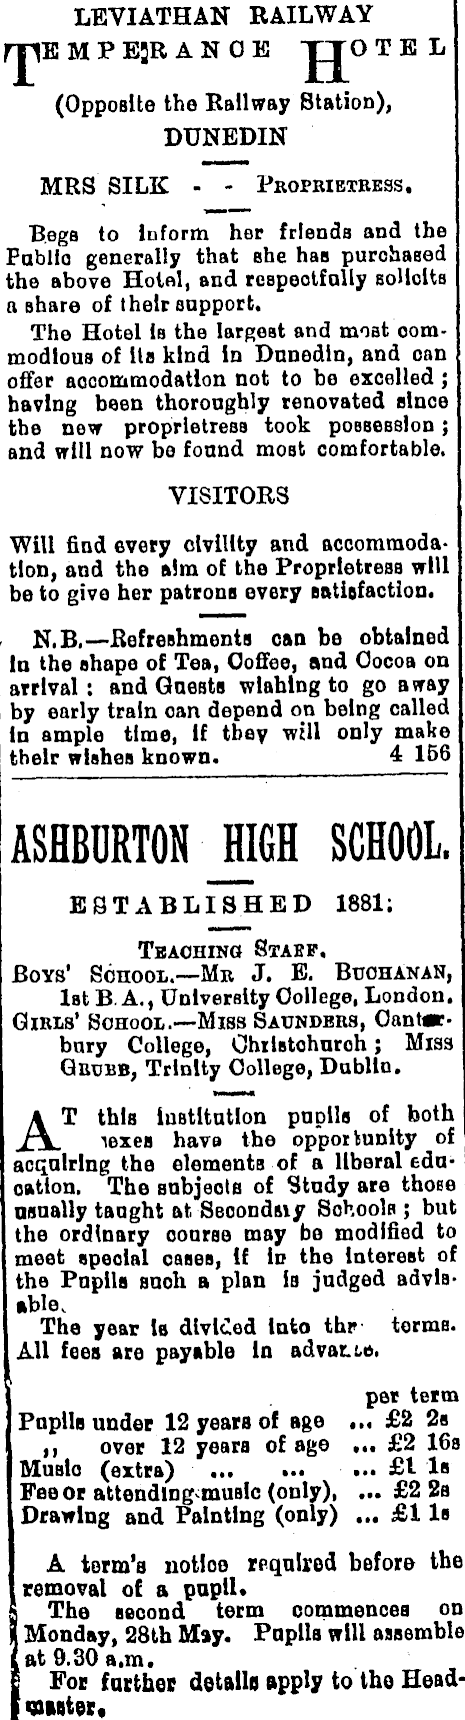 LEVIATHAN RAILWAY
TEMPERANCE HOTEL
(Opposite the Railway Station),
DUNEDIN
MRS SILK - - PROPRIETRESS.
Begs to inform her friends and the
Public generally that she has purchased
the above Hotel, and respectfully solicits
a share of their support.
The Hotel is the largest and most com-
modious of its kind in Dunedin, and can
offer accommodation not to be excelled ;
having been thoroughly renovated since
the new proprietress took possession ;
and will now be found most comfortable.
VISITORS
Will find every civility and accommoda-
tion, and the aim of the Proprietress will
be to give her patrons every satisfaction.
N.B.—Refreshments can be obtained
in the shape of Tea, Coffee, and Cocoa on
arrival : and Guests wishing to go away
by early train can depend on being called
in ample time, if they will only make
their wishes known. 4 156
ASHBURTON HIGH SCHOOL.
ESTABLISHED 1881.
TEACHING STAFF.
BOYS' SCHOOL.—MR J. E. BUCHANAN,
1st B A., University College, London.
GIRLS' SCHOOL.—MISS SAUNDERS, Canter-
bury College, Christchurch ; MISS
GRUBB, Trinity College, Dublin.
AT this institution pupils of both
sexes have the opportunity of
acquiring the elements of a liberal edu-
cation. The subjects of Study are those
usually taught at Secondary Schools ; but
the ordinary course may be modified to
meet special cases, if in the interest of
the Pupils such a plan is judged advis-
able.
The year is divided into three terms.
All fees are payable in advance.
per term
Pupils under 12 years of age ... £2 2s
„ over 12 years of age ... £2 16s
Music (extra) ... ... ... £1 1s
Fee or attending music (only), ... £2 2s
Drawing and Painting (only) ... £1 1s
A term's notice required before the
removal of a pupil.
The second term commences on
Monday, 28th May. Pupils will assemble
at 9.30 a.m.
For further details apply to the Head-
master.